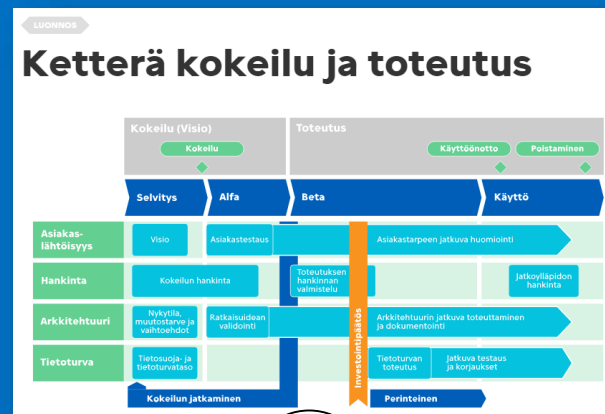 LUONNOS
Ketterä kokeilu ja toteutus
Kokeilu (Visio)
Toteutus
Kokeilu
Käyttöönotto
Poistaminen
Selvitys
Alfa
Beta
Käyttö
Asiakas-
lähtöisyys
Visio
Asiakastestaus
Asiakastarpeen jatkuva huomiointi
Hankinta
Kokeilun hankinta
Toteutuksen
hankinnan
valmistelu
Jatkoylläpidon
hankinta
Arkkitehtuuri
Nykytila,
muutostarve ja
vaihtoehdot
Ratkaisuidean
validointi
Arkkitehtuurin jatkuva toteuttaminen
ja dokumentointi
Tietoturva
Tietosuoja- ja
tietoturvataso
Investointipäätös
Tietoturvan
toteutus
Jatkuva testaus
ja korjaukset
Kokeilun jatkaminen
Perinteinen